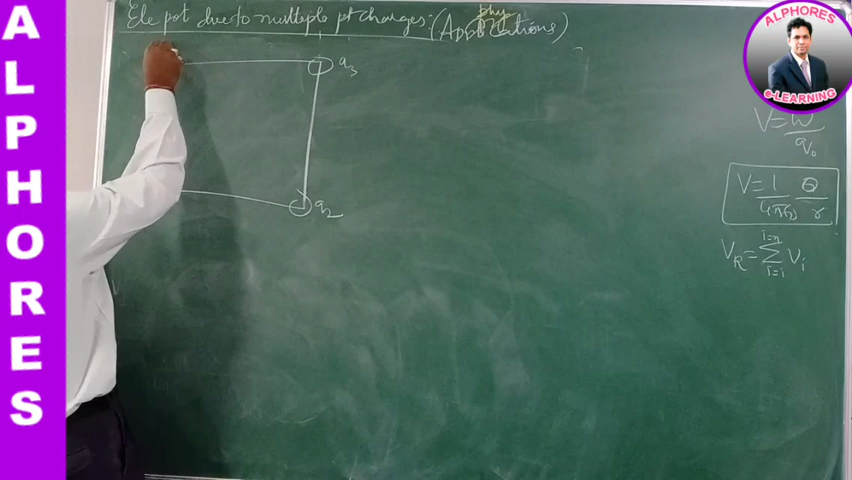 ALPHORES
Ele pot due to multiple pt charges: (Applications)
phy
q3
q2
ALPHORES
e-LEARNING
V = W / q0
V = 1 / 4πε0 Q / r
VR = Σ i=n i=i Vi